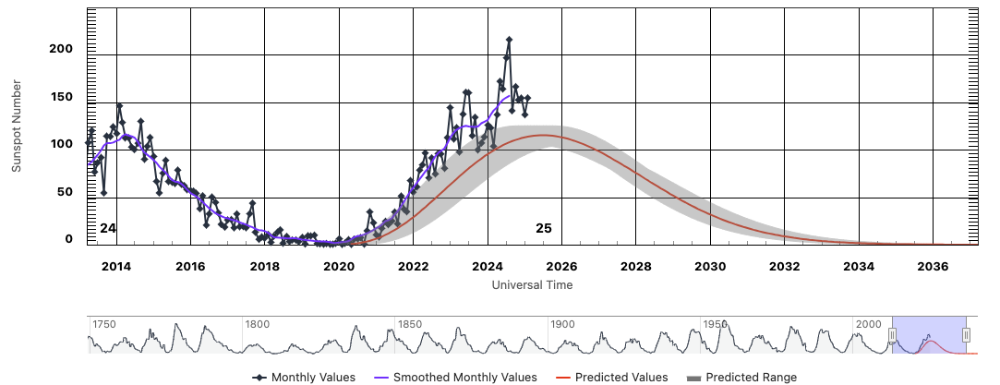 200
150
100
50
0
Sunspot Number
24
25
2014 2016 2018 2020 2022 2024 2026 2028 2030 2032 2034 2036
Universal Time
1750 1800 1850 1900 1950 2000
Monthly Values Smoothed Monthly Values Predicted Values Predicted Range